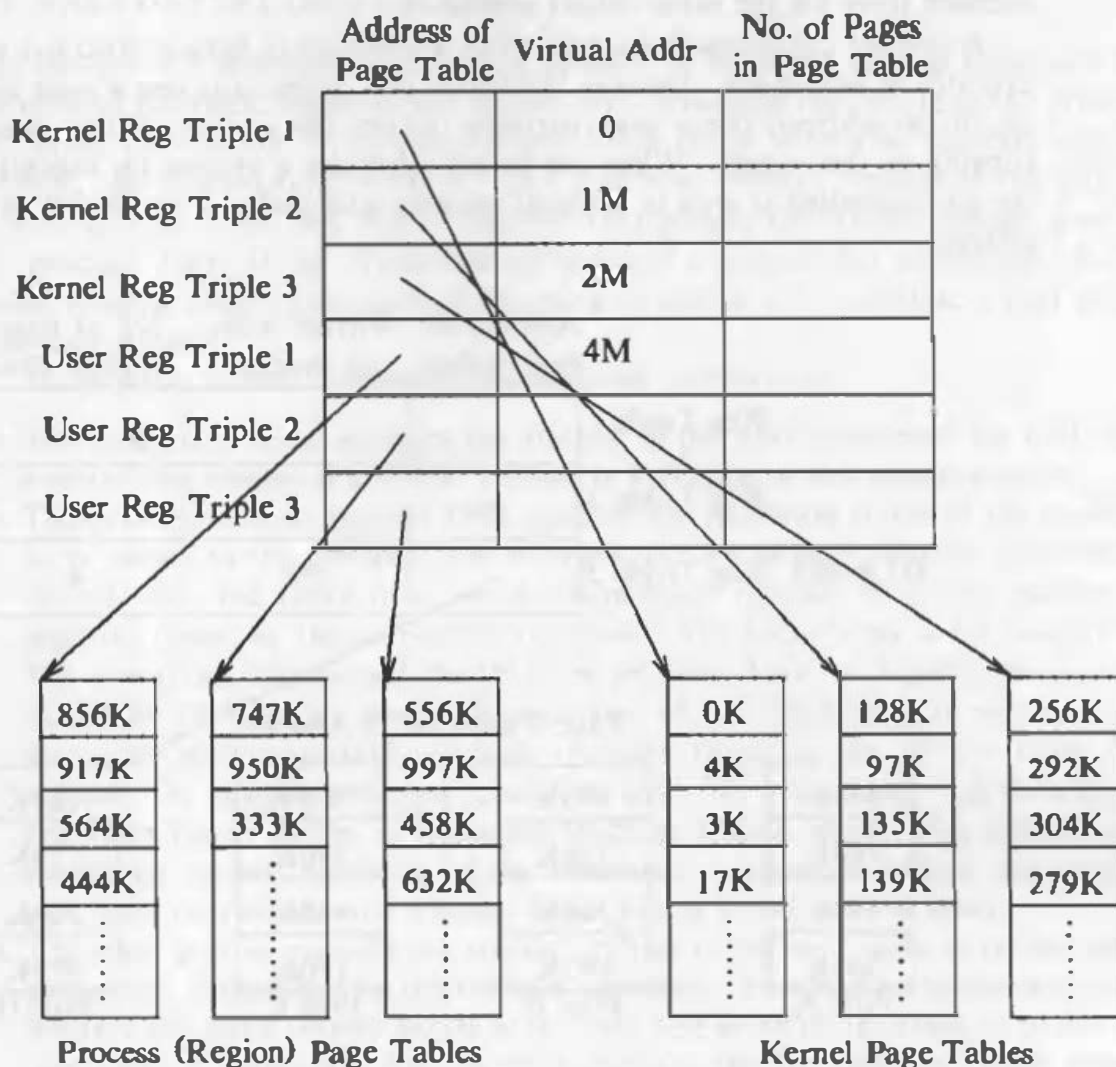 Address of Page Table Virtual Addr No. of Pages in Page Table
Kernel Reg Triple 1 0
Kernel Reg Triple 2 1M
Kernel Reg Triple 3 2M
User Reg Triple 1 4M
User Reg Triple 2
User Reg Triple 3
856K 747K 556K 0K 128K 256K
917K 950K 997K 4K 97K 292K
564K 333K 458K 3K 135K 304K
444K 632K 17K 139K 279K
Process (Region) Page Tables Kernel Page Tables